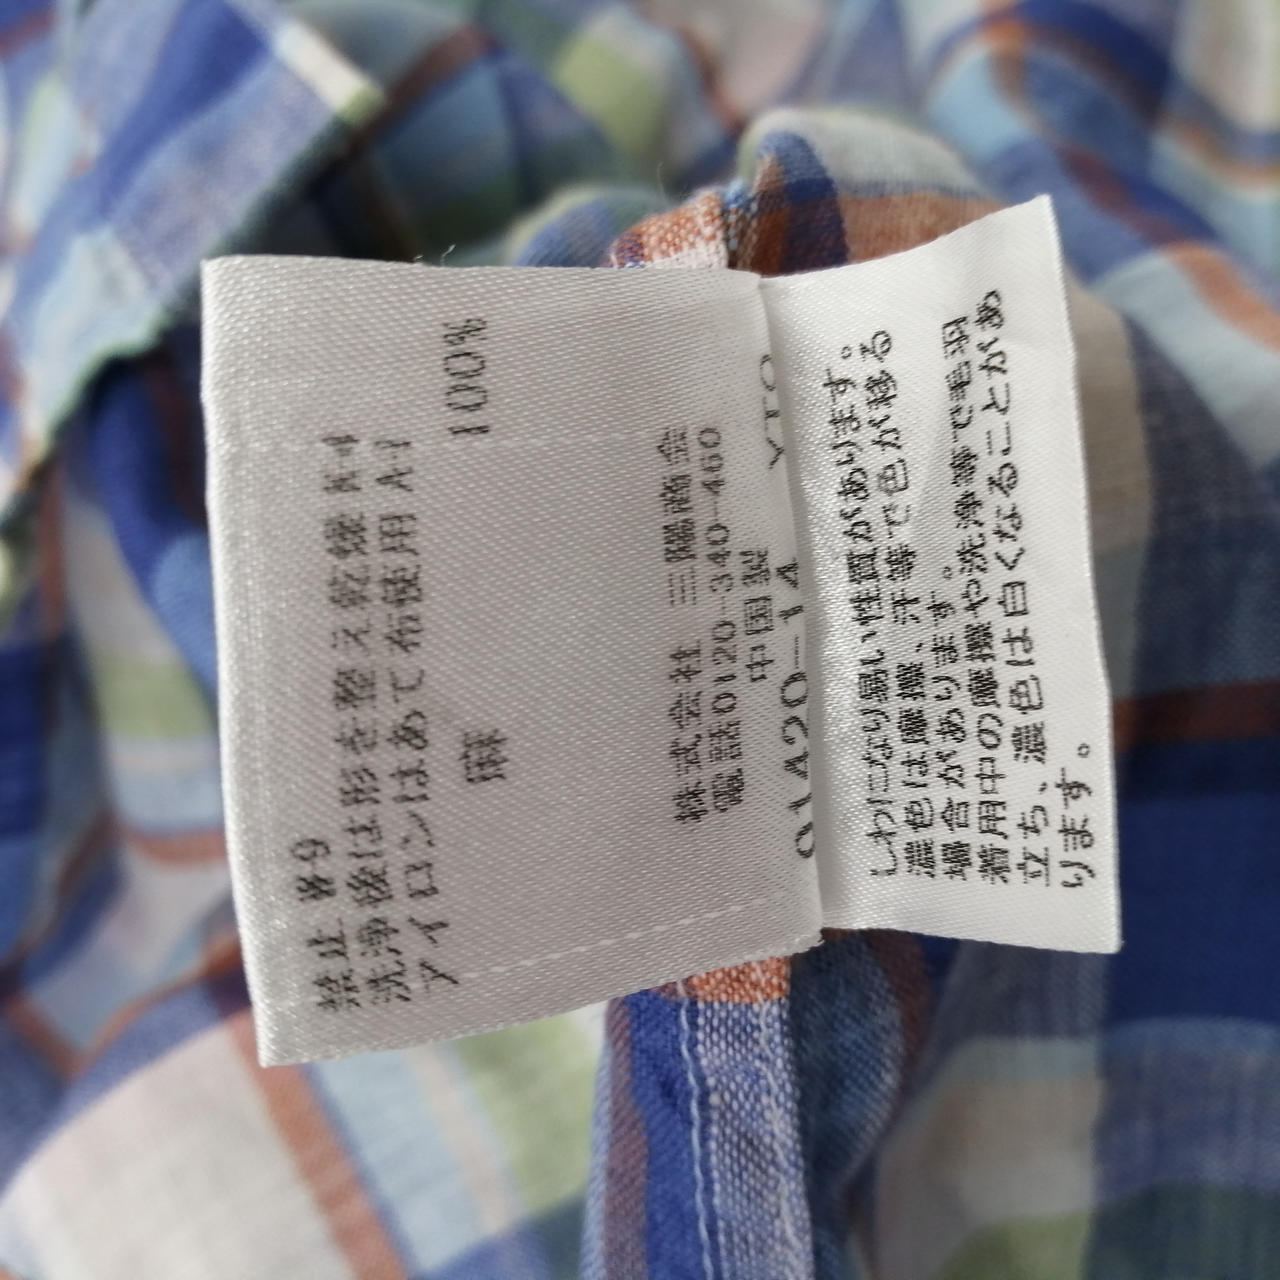 禁止 W-9
洗浄後は形を整え乾燥 K-4
アイロンはあて布使用 A-1
麻 100%
株式会社 三陽商会
電話0120-340-460
中国製
しわになり易い性質があります。
濃色は摩擦、汗等で色が移る
場合があります。
着用中の摩擦や洗浄等で毛羽
立ち、濃色は白くなることがあ
ります。